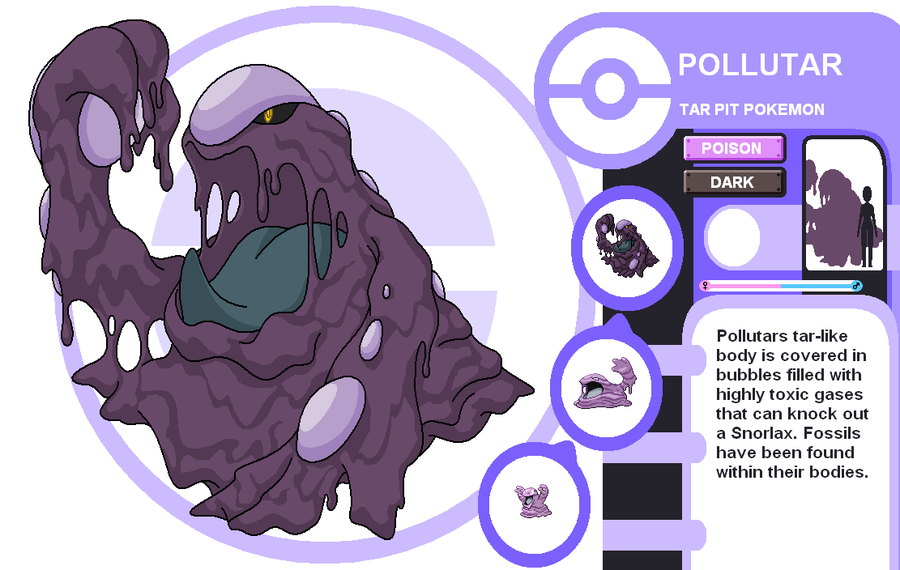 POLLUTAR
TAR PIT POKEMON
POISON
DARK
♀ ♂
Pollutars tar-like
body is covered in
bubbles filled with
highly toxic gases
that can knock out
a Snorlax. Fossils
have been found
within their bodies.